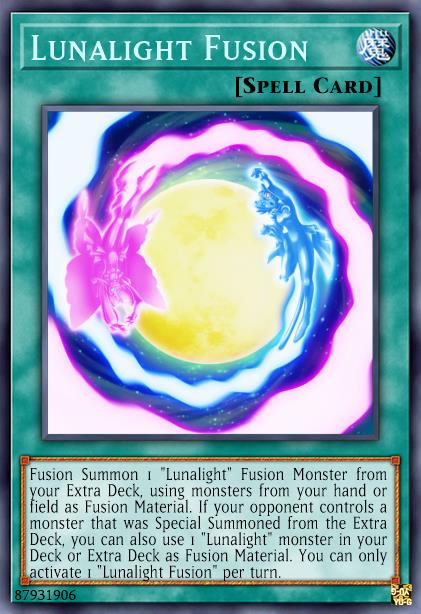 Lunalight Fusion
魔
[Spell Card]
Fusion Summon 1 "Lunalight" Fusion Monster from
your Extra Deck, using monsters from your hand or
field as Fusion Material. If your opponent controls a
monster that was Special Summoned from the Extra
Deck, you can also use 1 "Lunalight" monster in your
Deck or Extra Deck as Fusion Material. You can only
activate 1 "Lunalight Fusion" per turn.
87931906